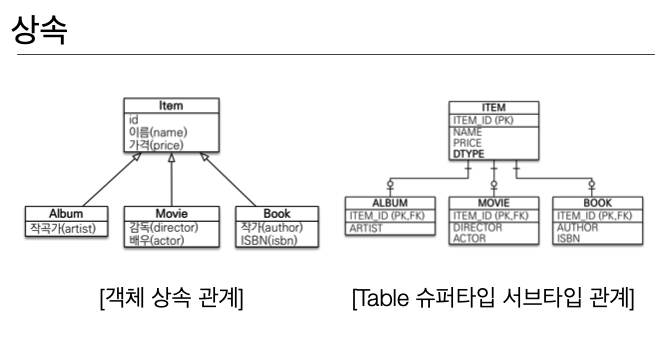 상속
Item
id
이름(name)
가격(price)
Album
작곡가(artist)
Movie
감독(director)
배우(actor)
Book
작가(author)
ISBN(isbn)
[객체 상속 관계]
ITEM
ITEM_ID (PK)
NAME
PRICE
DTYPE
ALBUM
ITEM_ID (PK,FK)
ARTIST
MOVIE
ITEM_ID (PK,FK)
DIRECTOR
ACTOR
BOOK
ITEM_ID (PK,FK)
AUTHOR
ISBN
[Table 슈퍼타입 서브타입 관계]